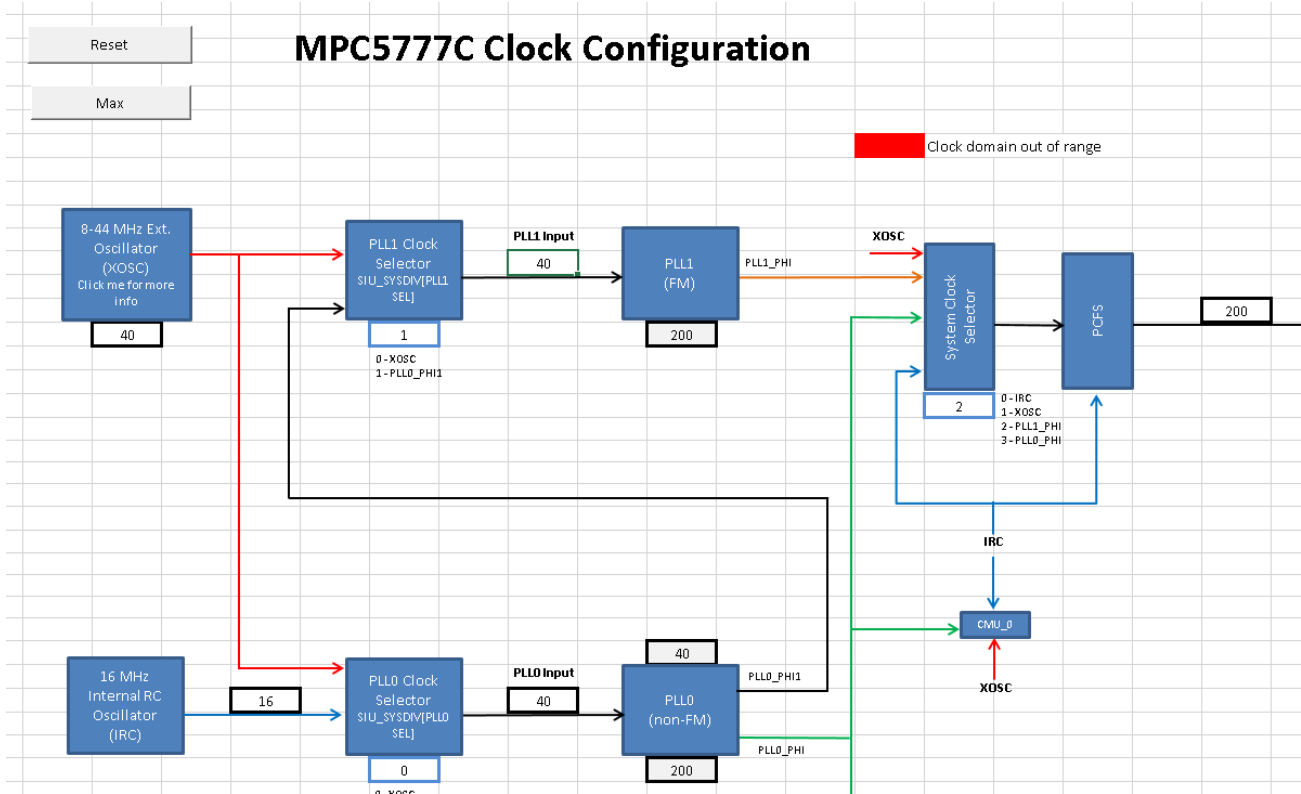 Reset
MPC5777C Clock Configuration
Max
Clock domain out of range
8-44 MHz Ext.
Oscillator
(XOSC)
Click me for more
info
40
PLL1 Clock
Selector
SIU_SYSDIV[PLL1
SEL]
1
0-XOSC
1-PLL0_PHI1
PLL1 Input
40
PLL1
(FM)
200
PLL1_PHI
XOSC
System Clock
Selector
2
0-IRC
1-XOSC
2-PLL1_PHI
3-PLL0_PHI
PCFS
200
IRC
CMU_0
XOSC
16 MHz
Internal RC
Oscillator
(IRC)
16
PLL0 Clock
Selector
SIU_SYSDIV[PLL0
SEL]
0
0-XOSC
PLL0 Input
40
40
PLL0
(non-FM)
200
PLL0_PHI1
PLL0_PHI